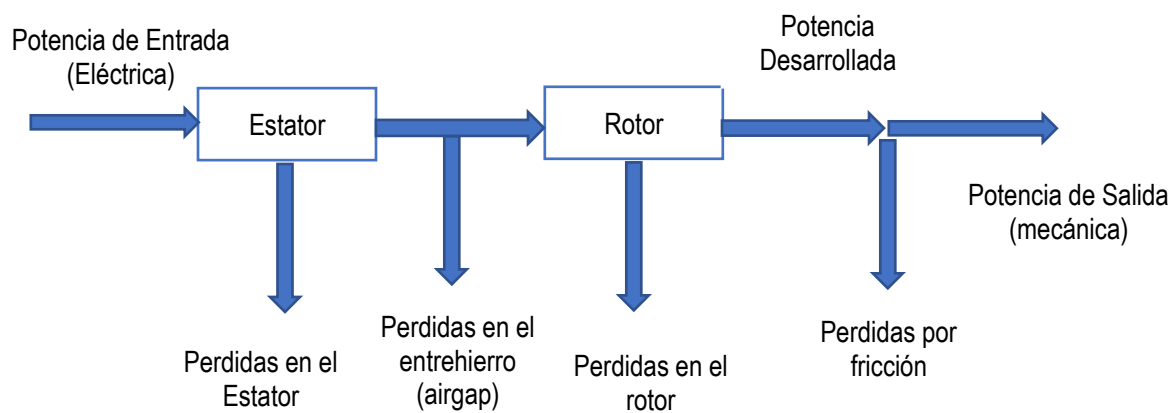 Potencia de Entrada
(Eléctrica)
Estator
Rotor
Potencia
Desarrollada
Potencia de Salida
(mecánica)
Perdidas en el
Estator
Perdidas en el
entrehierro
(airgap)
Perdidas en el
rotor
Perdidas por
fricción